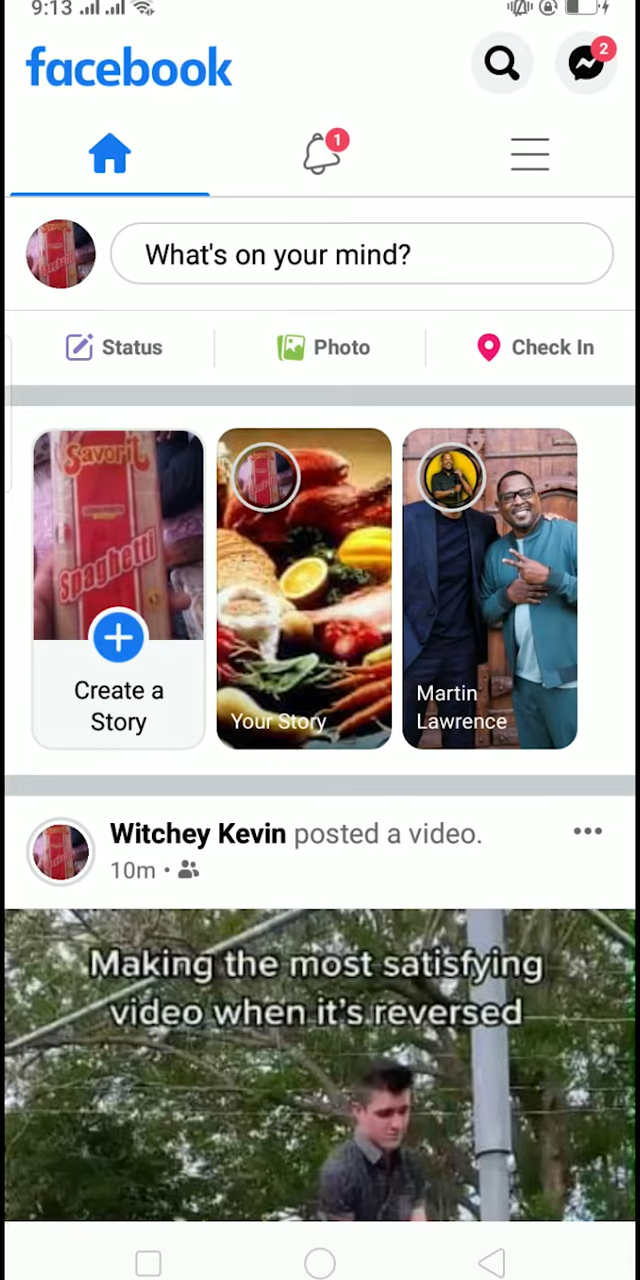 9:13
facebook
2
1
What's on your mind?
Status
Photo
Check In
Savorit
Spaghetti
Create a
Story
Your Story
Martin
Lawrence
Witchey Kevin posted a video.
10m
Making the most satisfying
video when it's reversed